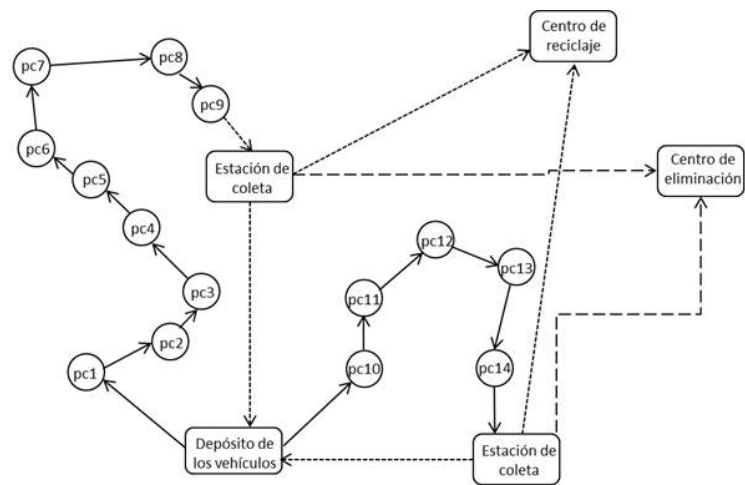 Centro de
reciclaje
pc8
pc7
pc9
pc6
Estación de
coleta
Centro de
eliminación
pc5
pc4
pc12
pc13
pc3
pc11
pc2
pc1
pc10
pc14
Depósito de
los vehículos
Estación de
coleta